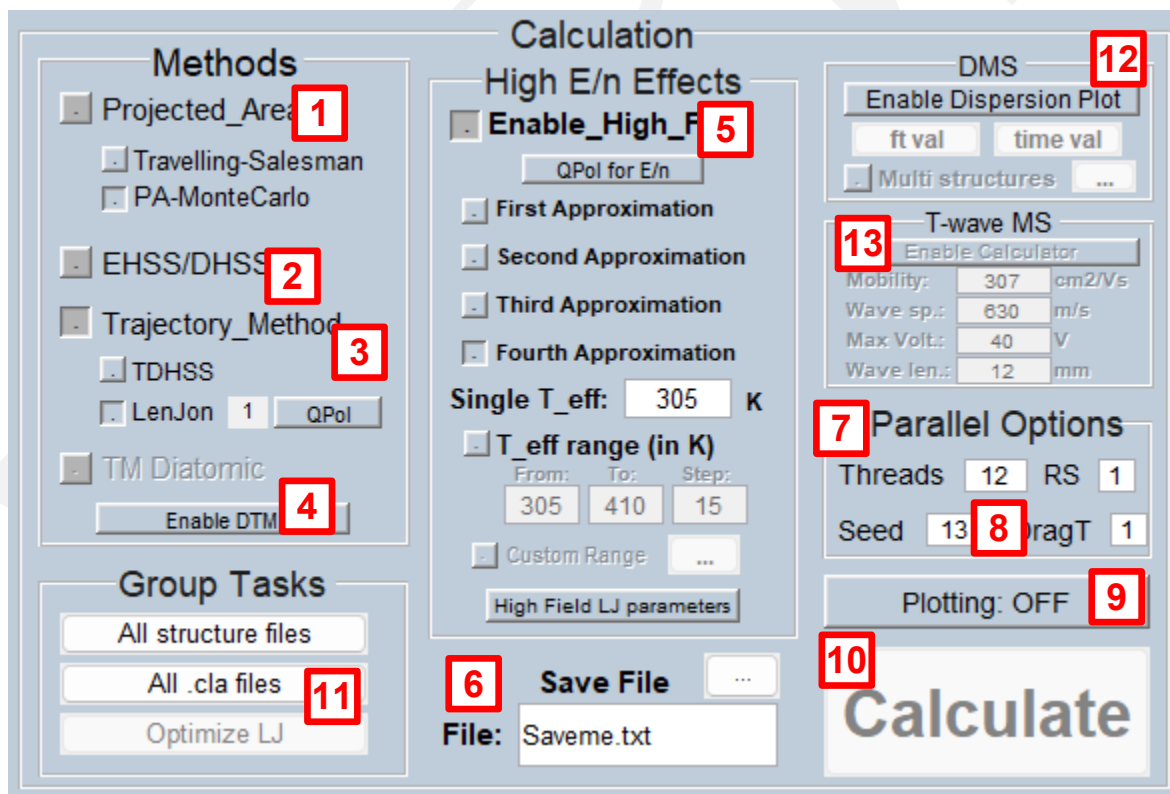 Calculation
Methods
. Projected_Area 1
. Travelling-Salesman
. PA-MonteCarlo
. EHSS/DHSS 2
. Trajectory_Method 3
. TDHSS
. LenJon 1 QPol
. TM Diatomic
Enable DTM 4
Group Tasks
All structure files
All .cla files 11
Optimize LJ
High E/n Effects
. Enable_High_F 5
QPol for E/n
. First Approximation
. Second Approximation
. Third Approximation
. Fourth Approximation
Single T_eff: 305 K
. T_eff range (in K)
From: To: Step:
305 410 15
. Custom Range ...
High Field LJ parameters
6 Save File ...
File: Saveme.txt
DMS 12
Enable Dispersion Plot
ft val time val
. Multi structures ...
T-wave MS
13 Enable Calculator
Mobility: 307 cm2/Vs
Wave sp.: 630 m/s
Max Volt.: 40 V
Wave len.: 12 mm
7 Parallel Options
Threads 12 RS 1
Seed 13 8 DragT 1
Plotting: OFF 9
10
Calculate